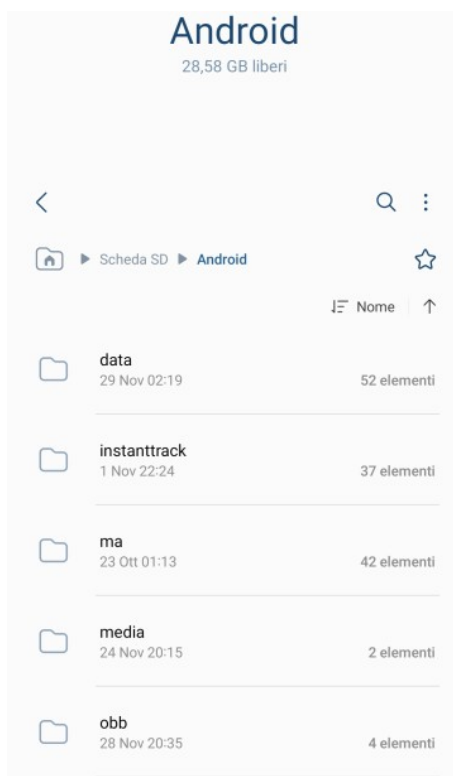 Android
28,58 GB liberi
Scheda SD Android
Nome
data
29 Nov 02:19 52 elementi
instanttrack
1 Nov 22:24 37 elementi
ma
23 Ott 01:13 42 elementi
media
24 Nov 20:15 2 elementi
obb
28 Nov 20:35 4 elementi